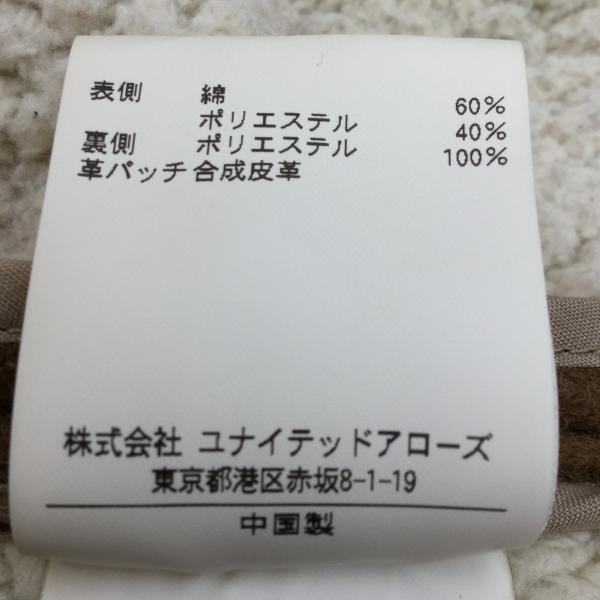 表側 綿 60%
ポリエステル 40%
裏側 ポリエステル 100%
革パッチ 合成皮革
株式会社 ユナイテッドアローズ
東京都港区赤坂8-1-19
中国製